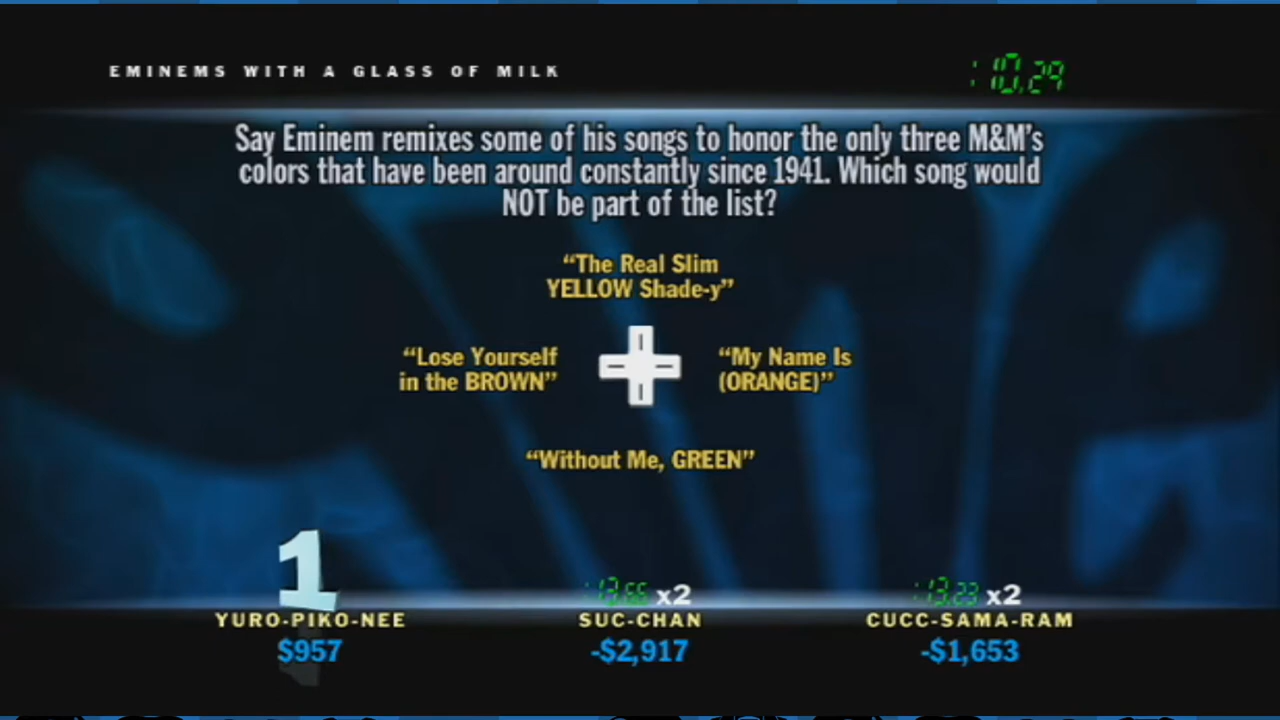 EMINEMS WITH A GLASS OF MILK
:10.29
Say Eminem remixes some of his songs to honor the only three M&M's
colors that have been around constantly since 1941. Which song would
NOT be part of the list?
“The Real Slim
YELLOW Shade-y”
“Lose Yourself
in the BROWN”
“My Name Is
(ORANGE)”
“Without Me, GREEN”
1
x2
:13.23 x2
YURO-PIKO-NEE
SUC-CHAN
CUCC-SAMA-RAM
$957
-$2,917
-$1,653